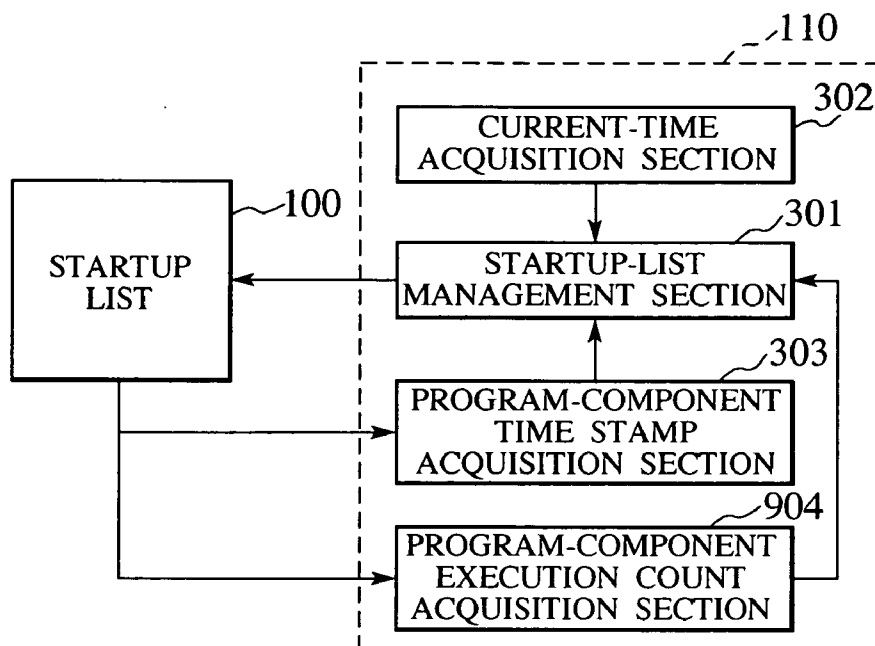 110
302
CURRENT-TIME
ACQUISITION SECTION
100
STARTUP
LIST
301
STARTUP-LIST
MANAGEMENT SECTION
303
PROGRAM-COMPONENT
TIME STAMP
ACQUISITION SECTION
904
PROGRAM-COMPONENT
EXECUTION COUNT
ACQUISITION SECTION